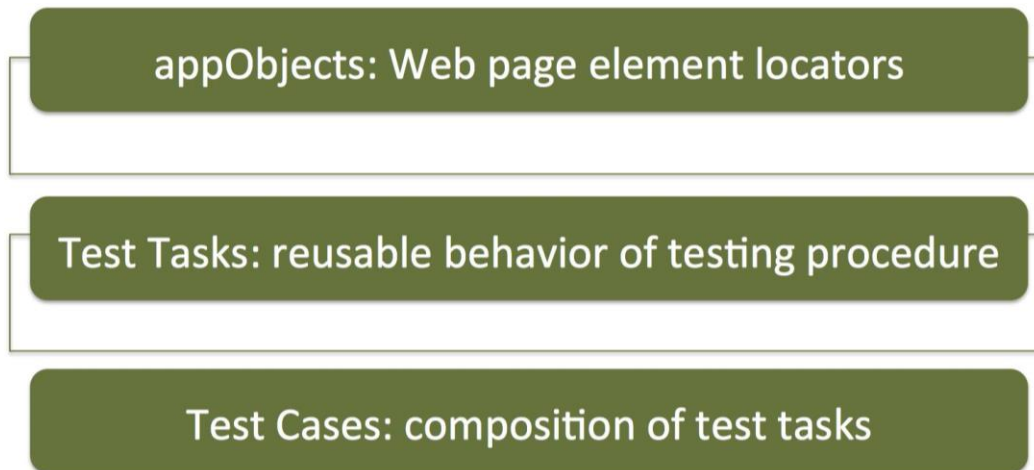 appObjects: Web page element locators
Test Tasks: reusable behavior of testing procedure
Test Cases: composition of test tasks